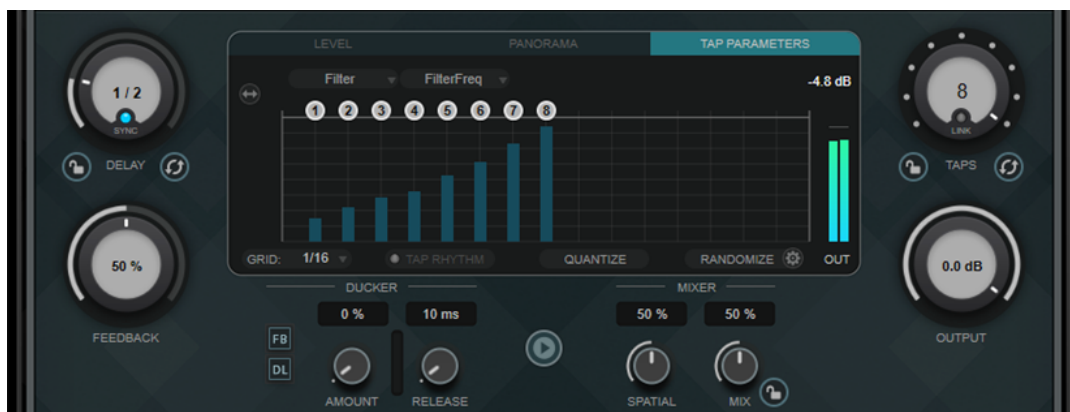 LEVEL PANORAMA TAP PARAMETERS
Filter FilterFreq -4.8 dB
1 2 3 4 5 6 7 8
1 / 2
SYNC
DELAY
8
LINK
TAPS
GRID: 1/16 TAP RHYTHM QUANTIZE RANDOMIZE OUT
50 %
FEEDBACK
DUCKER
0 % 10 ms
FB
DL
AMOUNT RELEASE
MIXER
50 % 50 %
SPATIAL MIX
0.0 dB
OUTPUT